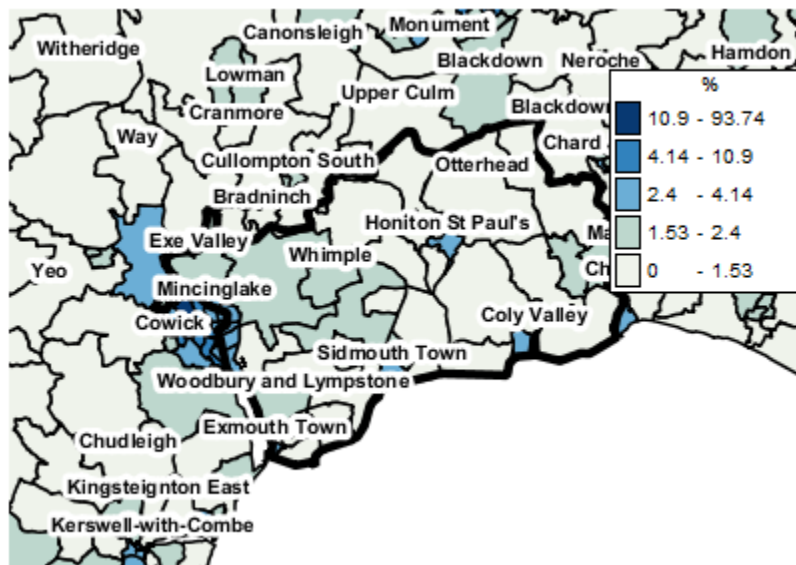 Canonsleigh
Monument
Witheridge
Hamdon
Blackdown
Neroche
Lowman
Upper Culm
Cranmore
Blackdown
Way
Chard
Cullompton South
Otterhead
Bradninch
Honiton St Paul's
Exe Valley
Whimple
Ma
Yeo
Ch
Mincinglake
Cowick
Coly Valley
Sidmouth Town
Woodbury and Lympstone
Exmouth Town
Chudleigh
Kingsteignton East
Kerswell-with-Combe
%
10.9 - 93.74
4.14 - 10.9
2.4 - 4.14
1.53 - 2.4
0 - 1.53